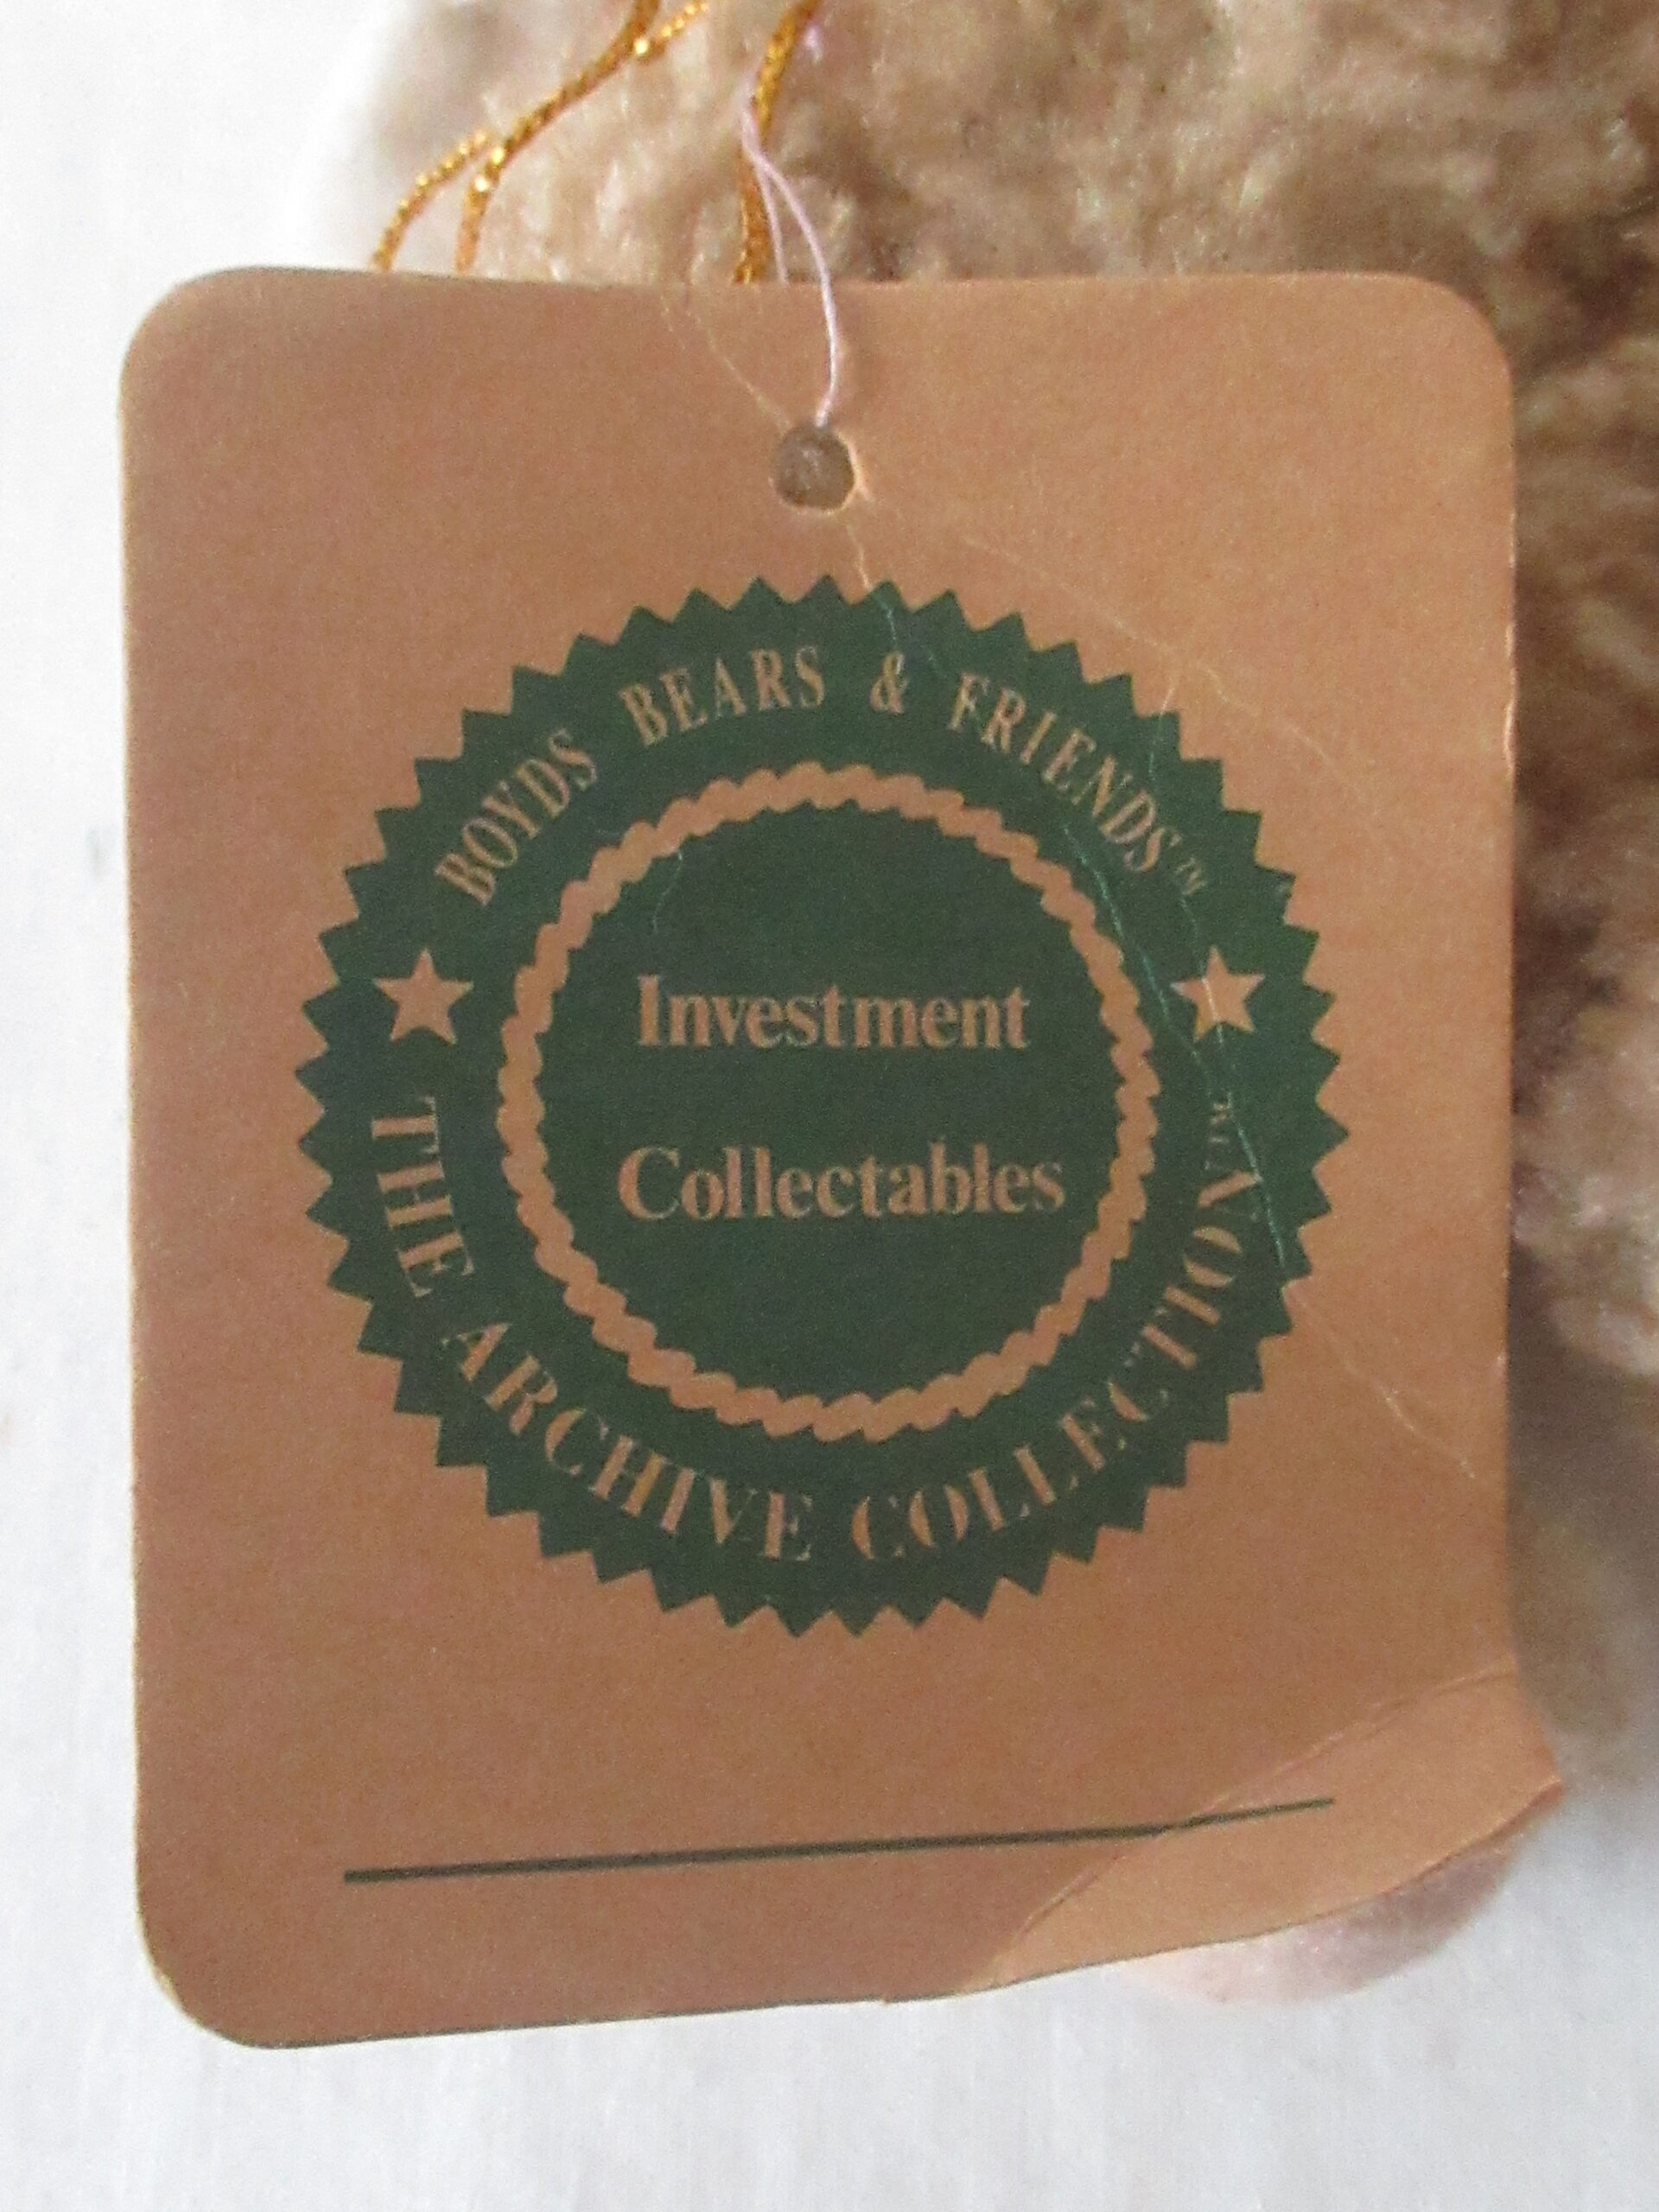 BOYDS BEARS & FRIENDS™
Investment
Collectables
THE ARCHIVE COLLECTION™